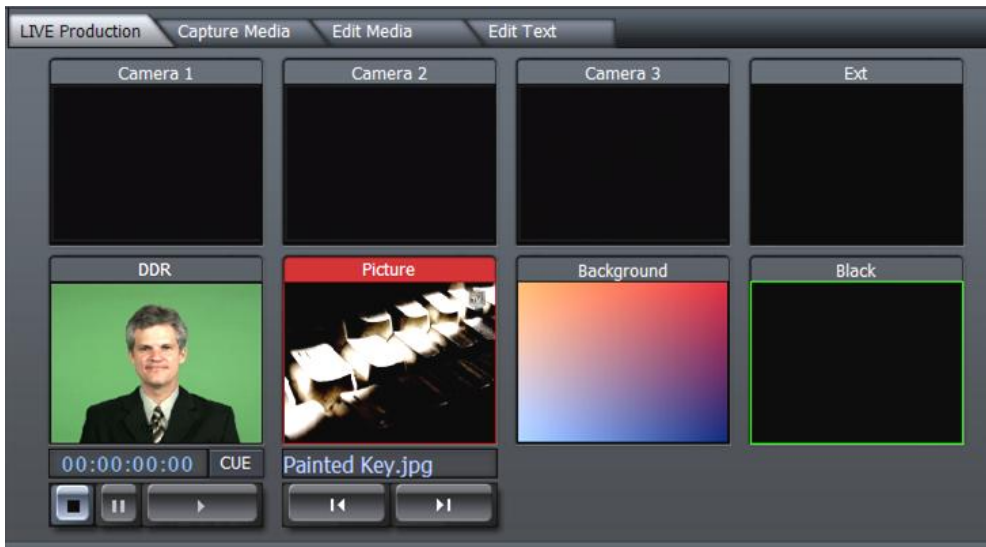 LIVE Production Capture Media Edit Media Edit Text
Camera 1 Camera 2 Camera 3 Ext
DDR Picture Background Black
00:00:00:00 CUE Painted Key.jpg